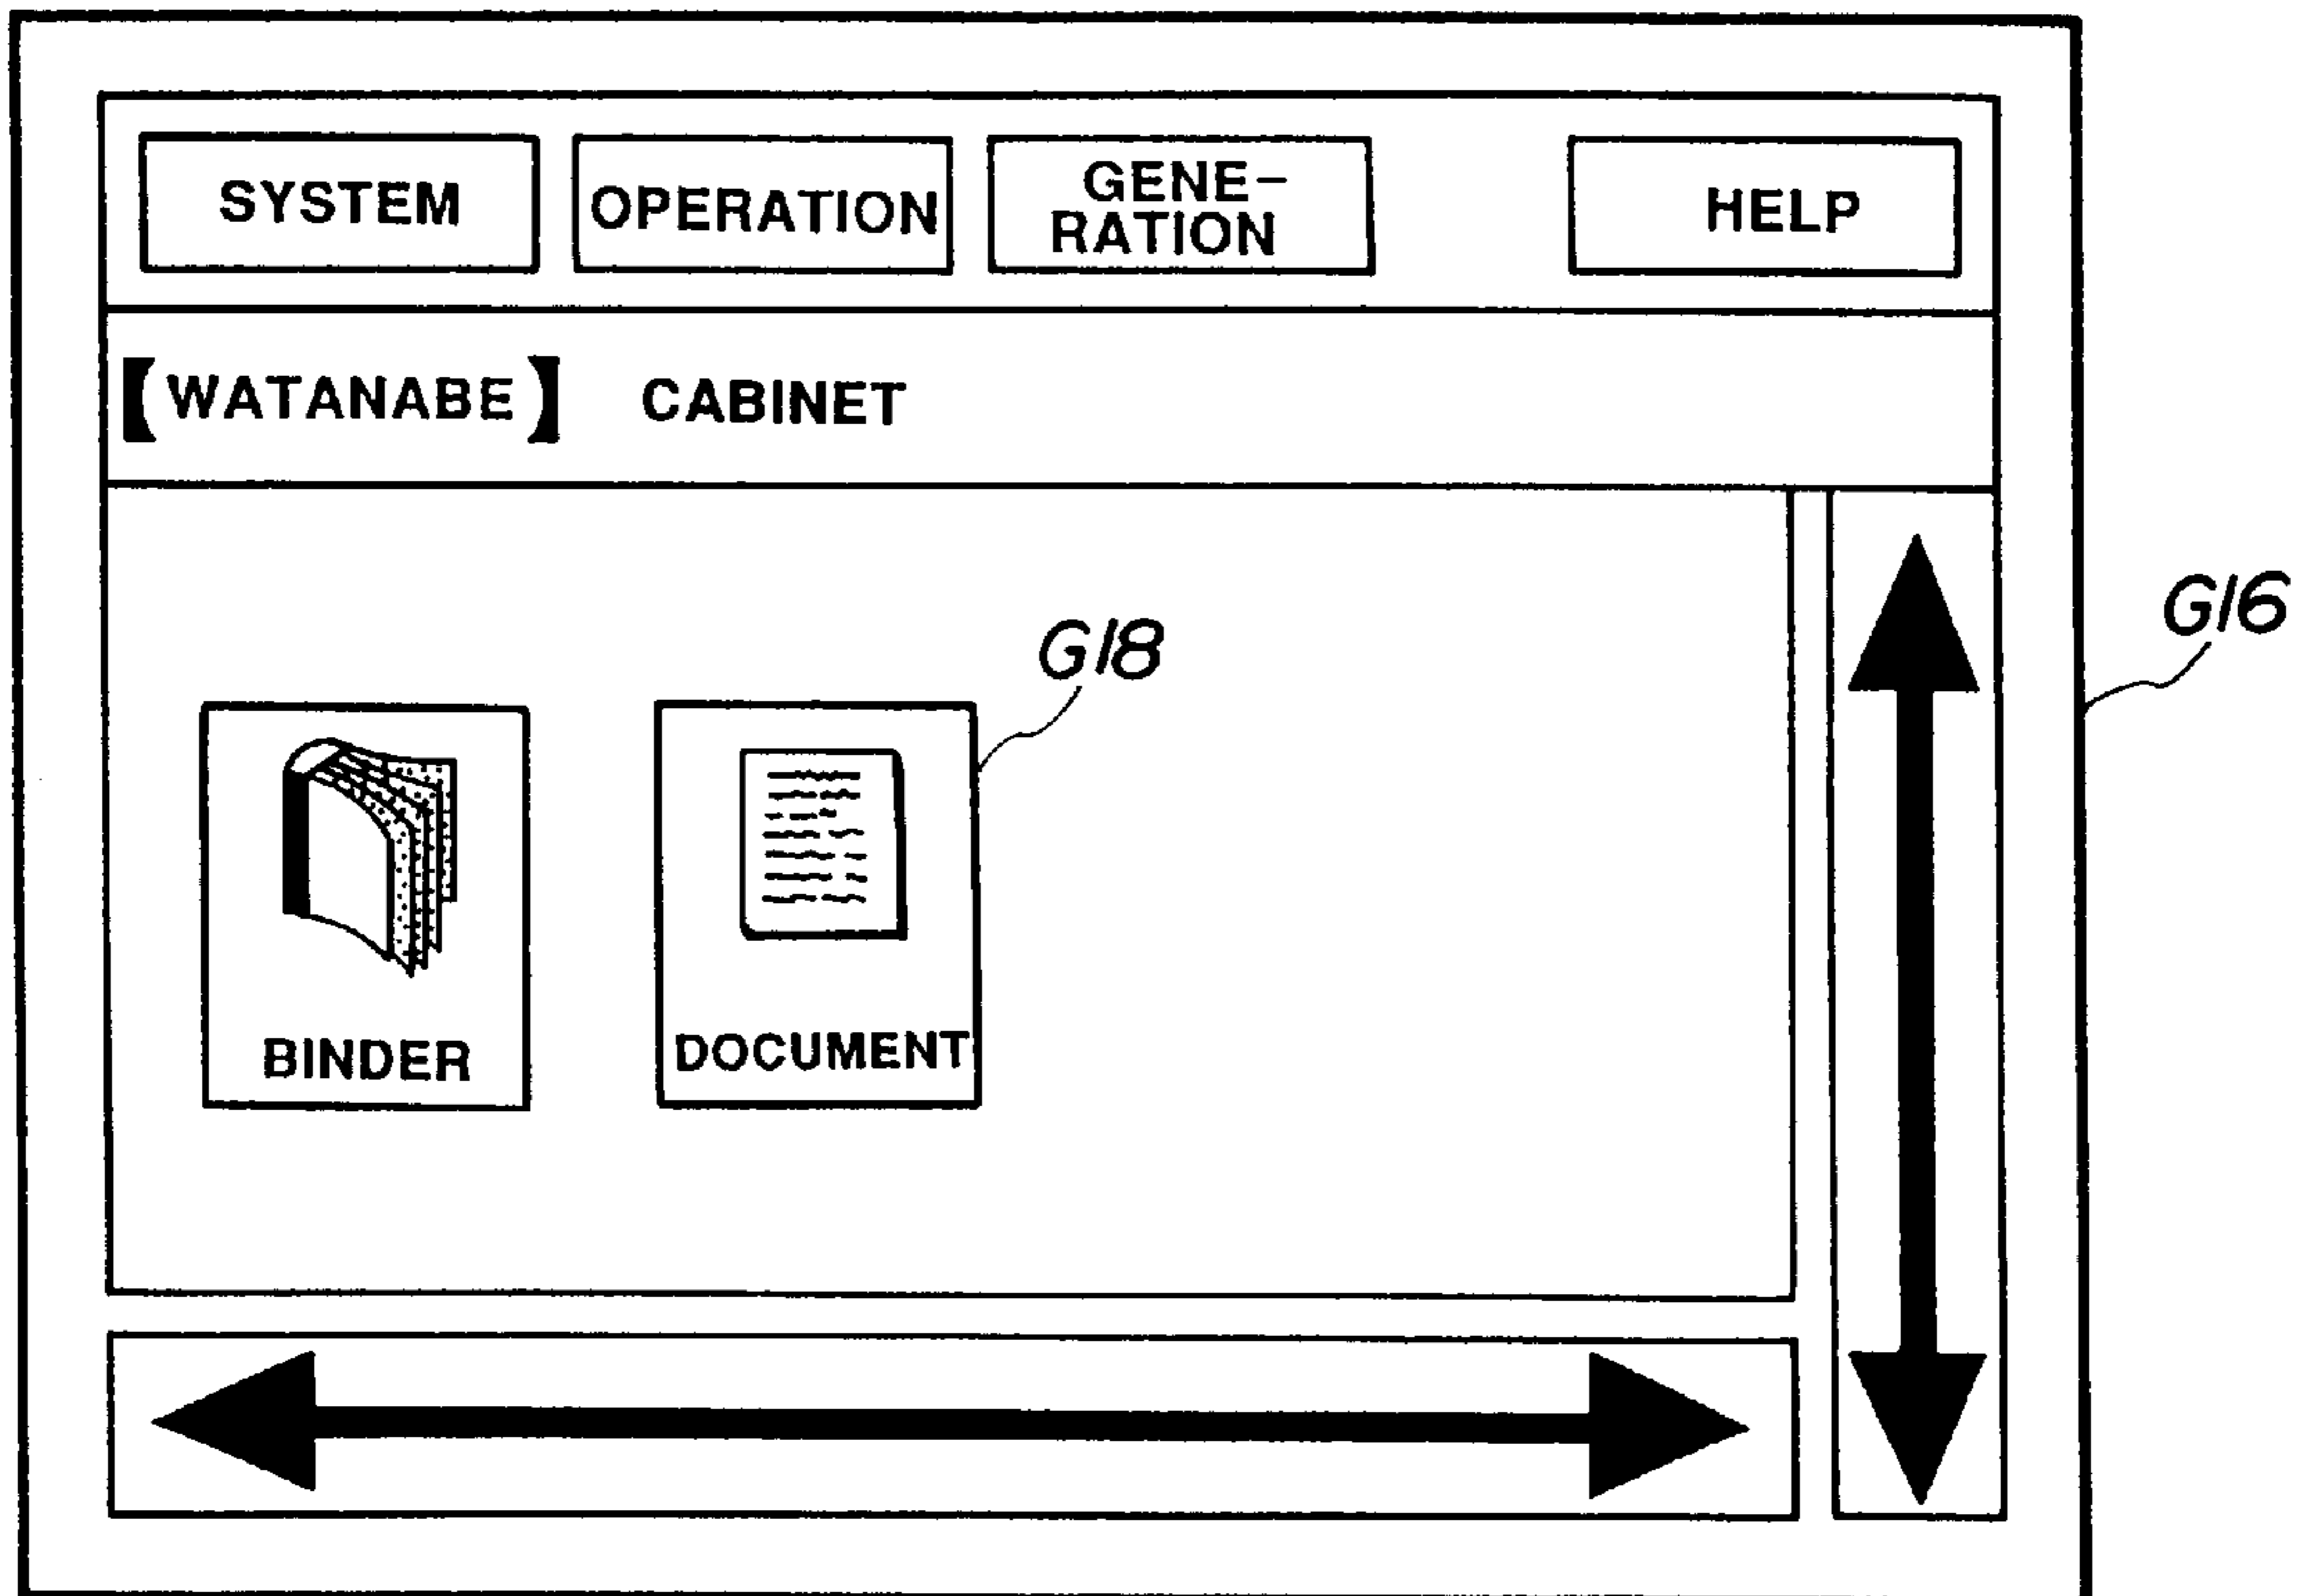 SYSTEM OPERATION GENE-
RATION HELP
【WATANABE】 CABINET
G18
G16
BINDER DOCUMENT